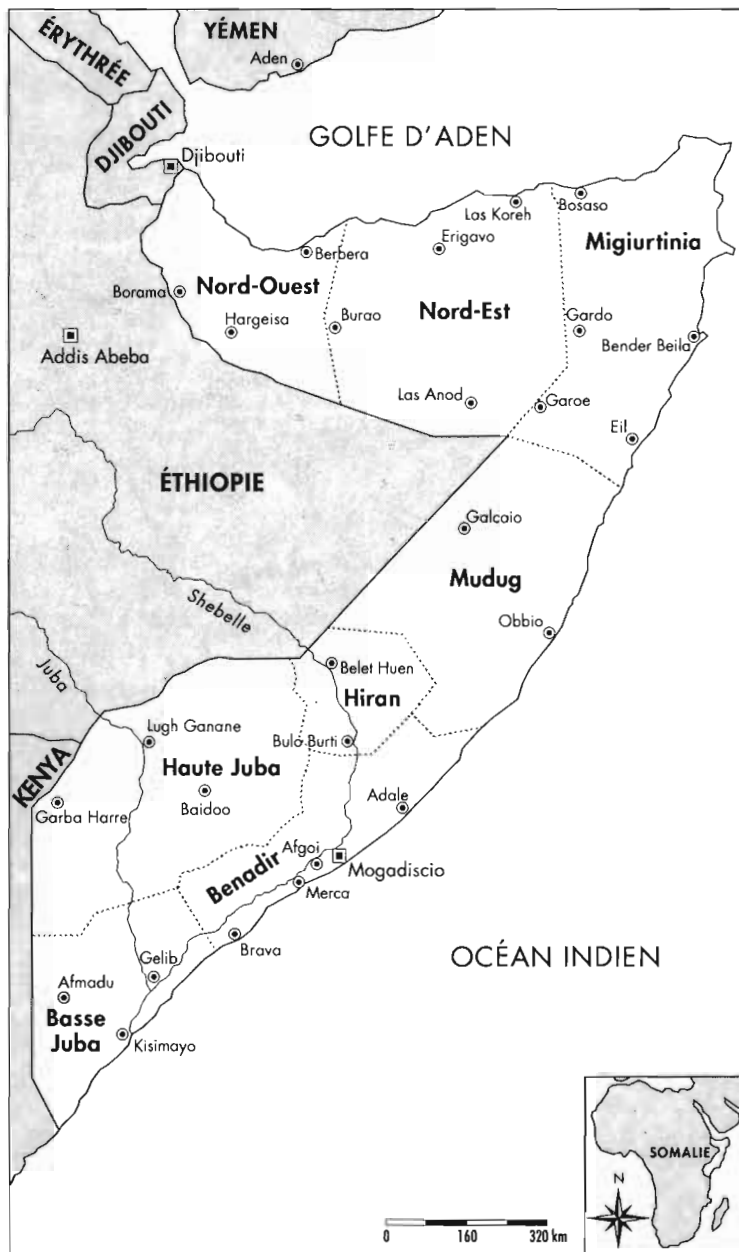 YÉMEN
Aden
ÉRYTHRÉE
DJIBOUTI
GOLFE D'ADEN
Djibouti
Las Koreh
Bosaso
Berbera
Erigavo
Migiurtinia
Borama
Nord-Ouest
Nord-Est
Hargeisa
Burao
Gardo
Bender Beila
Addis Abeba
Las Anod
Garoe
Eil
ÉTHIOPIE
Galcaio
Mudug
Shebelle
Obbio
Juba
Belet Huen
Hiran
Lugh Ganane
Bulo Burti
KENYA
Haute Juba
Garba Harre
Baidoo
Adale
Afgoi
Mogadiscio
Benadir
Merca
Brava
OCÉAN INDIEN
Gelib
Afmadu
Basse
Juba
Kisimayo
SOMALIE
N
0 160 320 km